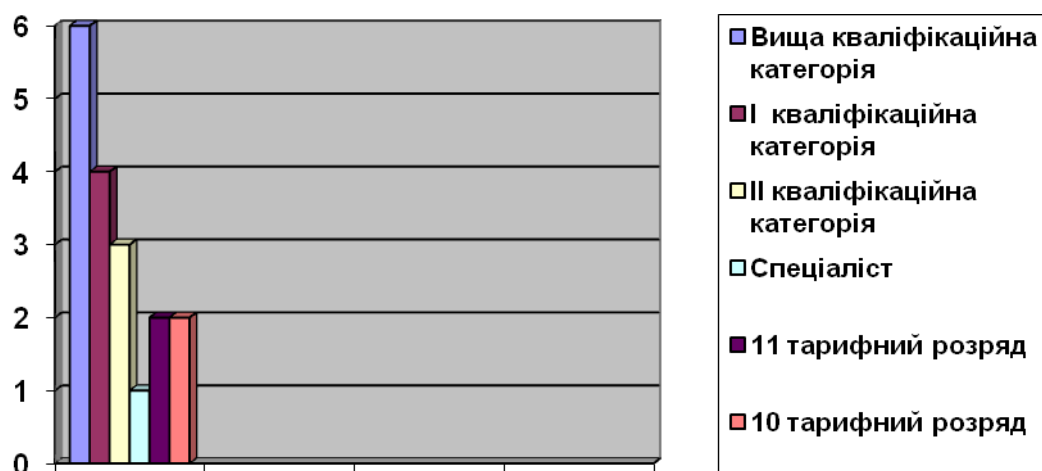 6
5
4
3
2
1
0
Вища кваліфікаційна
категорія
І кваліфікаційна
категорія
ІІ кваліфікаційна
категорія
Спеціаліст
11 тарифний розряд
10 тарифний розряд